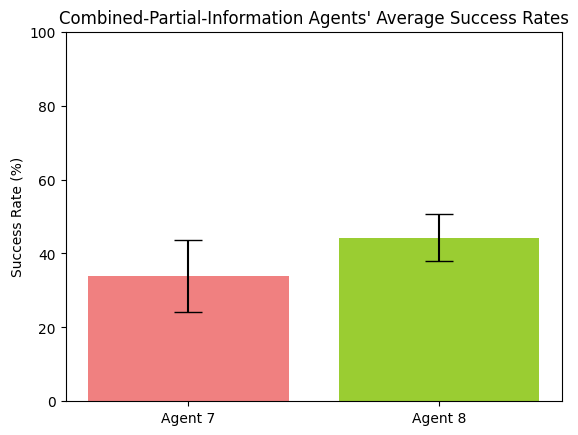 Combined-Partial-Information Agents' Average Success Rates
100
80
60
40
20
0
Success Rate (%)
Agent 7
Agent 8